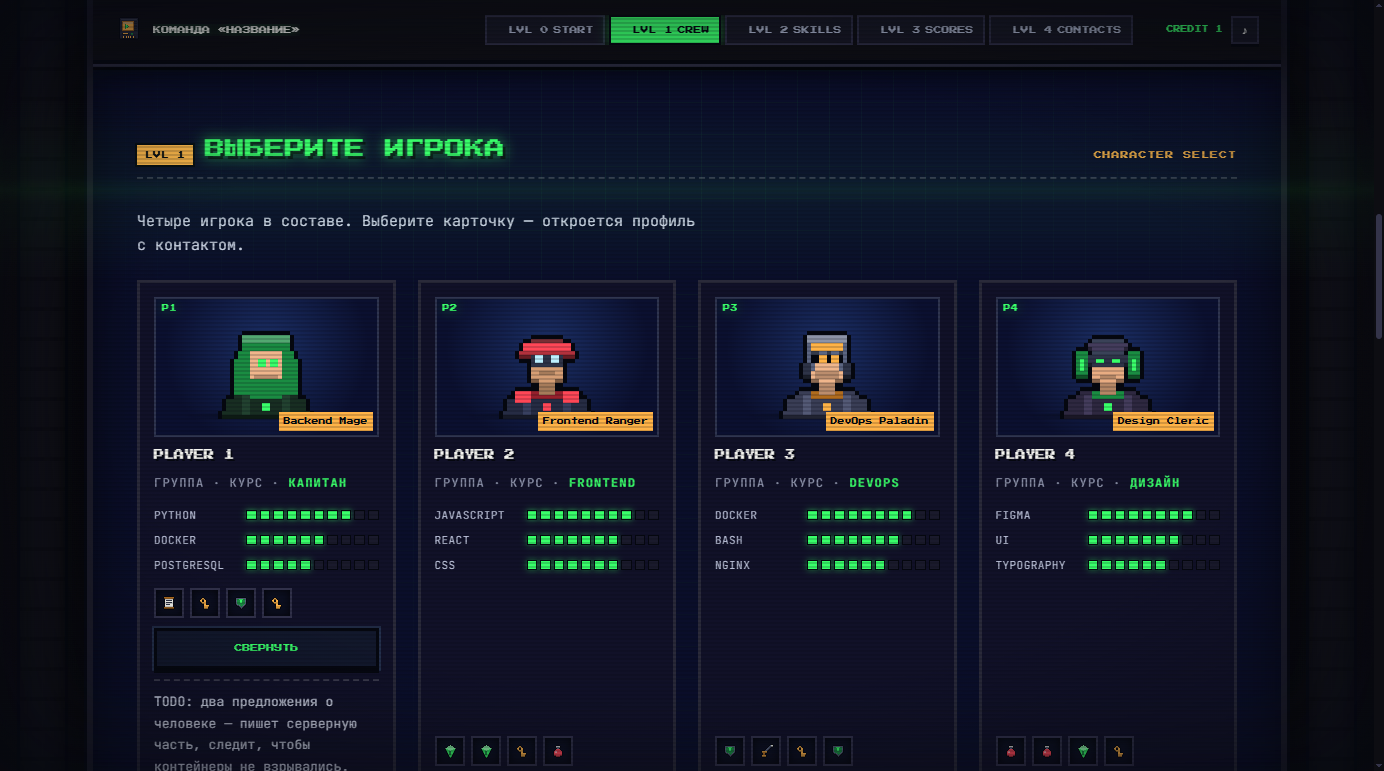 КОМАНДА «НАЗВАНИЕ»
LVL 0 START
LVL 1 CREW
LVL 2 SKILLS
LVL 3 SCORES
LVL 4 CONTACTS
CREDIT 1
♪
LVL 1
ВЫБЕРИТЕ ИГРОКА
CHARACTER SELECT
Четыре игрока в составе. Выберите карточку — откроется профиль
с контактом.
P1
Backend Mage
PLAYER 1
ГРУППА · КУРС · КАПИТАН
PYTHON
DOCKER
POSTGRESQL
СВЕРНУТЬ
TODO: два предложения о
человеке — пишет серверную
часть, следит, чтобы
контейнеры не взрывались.
P2
Frontend Ranger
PLAYER 2
ГРУППА · КУРС · FRONTEND
JAVASCRIPT
REACT
CSS
P3
DevOps Paladin
PLAYER 3
ГРУППА · КУРС · DEVOPS
DOCKER
BASH
NGINX
P4
Design Cleric
PLAYER 4
ГРУППА · КУРС · ДИЗАЙН
FIGMA
UI
TYPOGRAPHY